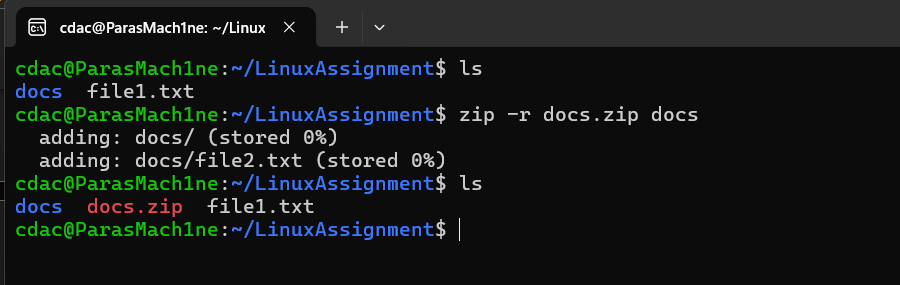 cdac@ParasMach1ne: ~/Linux
cdac@ParasMach1ne:~/LinuxAssignment$ ls
docs  file1.txt
cdac@ParasMach1ne:~/LinuxAssignment$ zip -r docs.zip docs
  adding: docs/ (stored 0%)
  adding: docs/file2.txt (stored 0%)
cdac@ParasMach1ne:~/LinuxAssignment$ ls
docs  docs.zip  file1.txt
cdac@ParasMach1ne:~/LinuxAssignment$